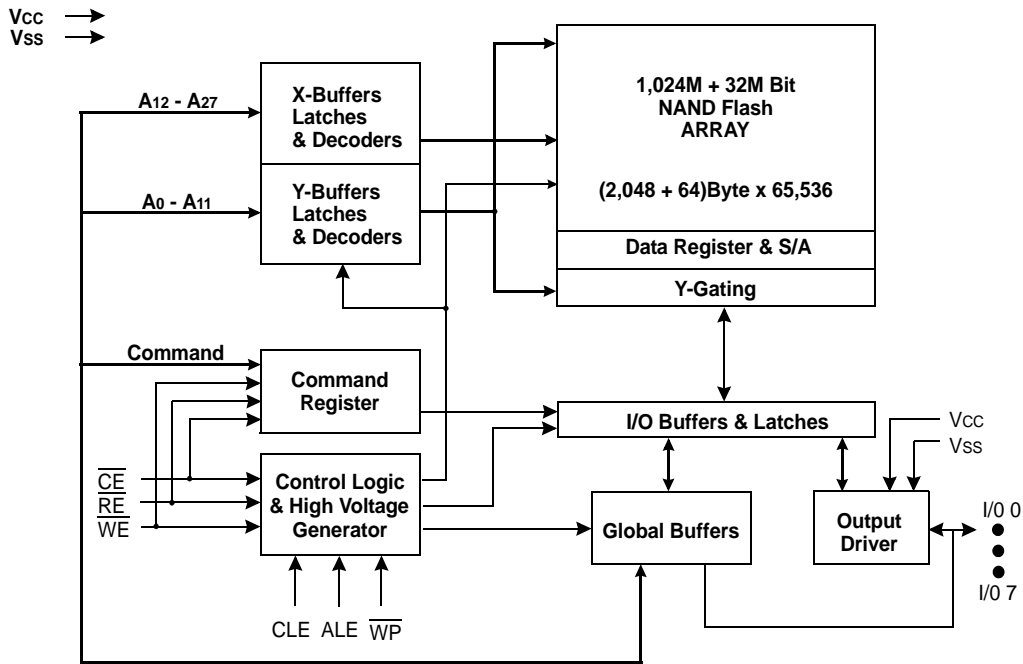 VCC
VSS
A12 - A27
X-Buffers
Latches
& Decoders
A0 - A11
Y-Buffers
Latches
& Decoders
1,024M + 32M Bit
NAND Flash
ARRAY
(2,048 + 64)Byte x 65,536
Data Register & S/A
Y-Gating
Command
Command
Register
I/O Buffers & Latches
VCC
VSS
CE
RE
WE
Control Logic
& High Voltage
Generator
Global Buffers
Output
Driver
I/0 0
I/0 7
CLE ALE WP